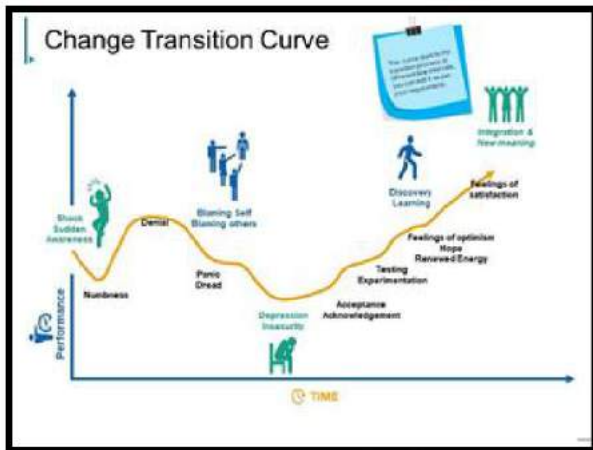 Change Transition Curve
Integration &
New meaning
Shock
Sudden
Awareness
Denial
Blaming Self
Blaming others
Discovery
Learning
Feelings of
satisfaction
Feelings of optimism
Hope
Renewed Energy
Panic
Dread
Testing
Experimentation
Numbness
Depression
Insecurity
Acceptance
Acknowledgement
Performance
TIME